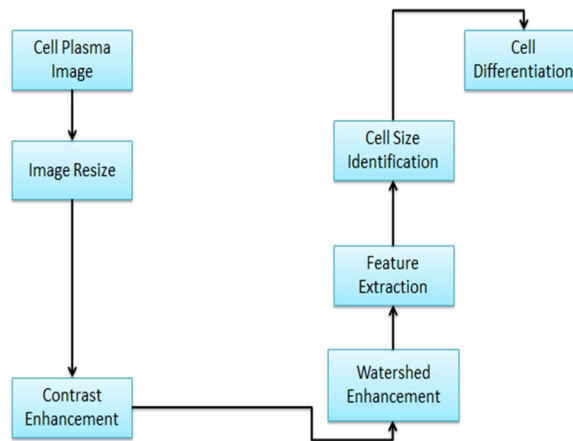 Cell Plasma
Image
Image Resize
Contrast
Enhancement
Watershed
Enhancement
Feature
Extraction
Cell Size
Identification
Cell
Differentiation